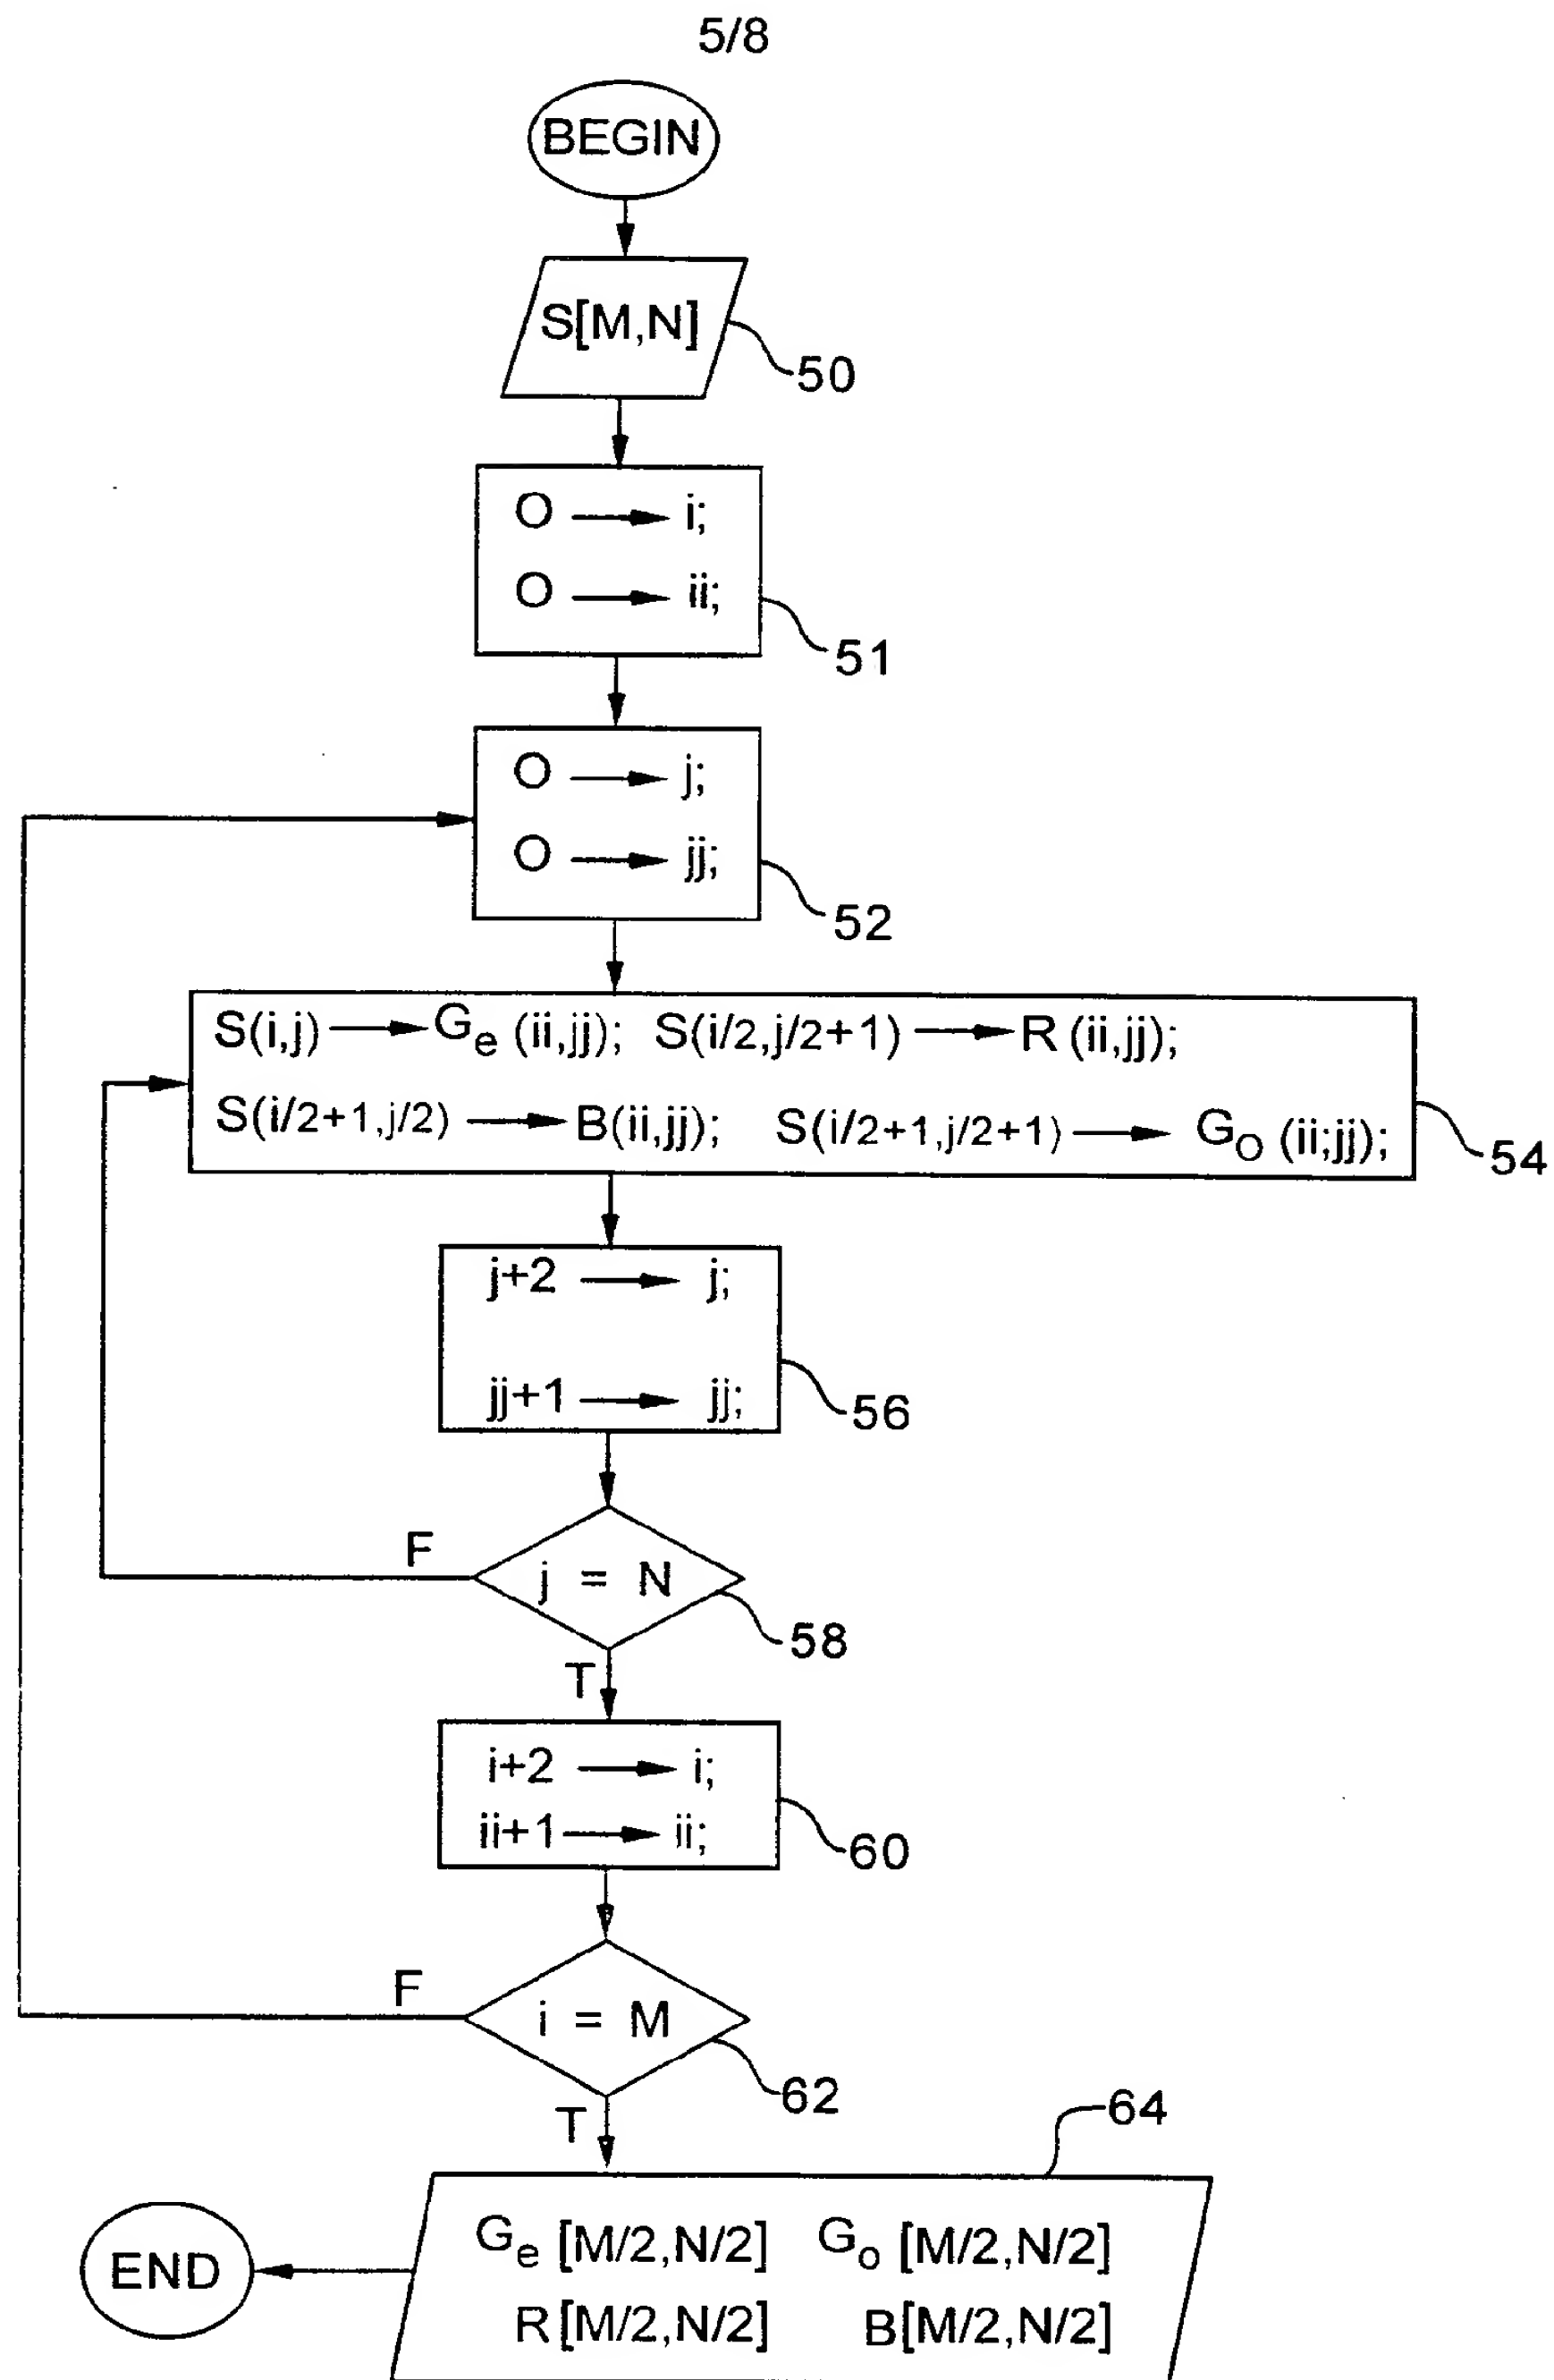 5/8
BEGIN
S[M,N]
50
O → i;
O → ii;
51
O → j;
O → jj;
52
S(i,j) → Ge (ii,jj); S(i/2,j/2+1) → R (ii,jj);
S(i/2+1,j/2) → B(ii,jj); S(i/2+1,j/2+1) → GO (ii;jj);
54
j+2 → j;
jj+1 → jj;
56
F
j = N
58
T
i+2 → i;
ii+1 → ii;
60
F
i = M
62
T
64
Ge [M/2,N/2] Go [M/2,N/2]
R[M/2,N/2] B[M/2,N/2]
END